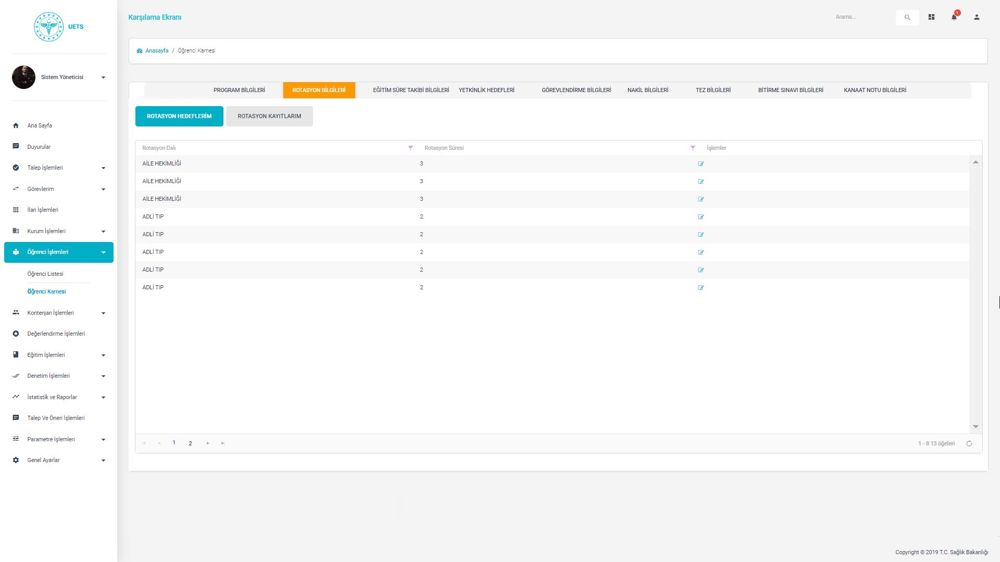 UETS
Karşılama Ekranı
Arama...
1
Anasayfa / Öğrenci Karnesi
Sistem Yöneticisi
PROGRAM BİLGİLERİ ROTASYON BİLGİLERİ EĞİTİM SÜRE TAKİBİ BİLGİLERİ YETKİNLİK HEDEFLERİ GÖREVLENDİRME BİLGİLERİ NAKİL BİLGİLERİ TEZ BİLGİLERİ BİTİRME SINAVI BİLGİLERİ KANAAT NOTU BİLGİLERİ
ROTASYON HEDEFLERİM ROTASYON KAYITLARIM
Ana Sayfa
Duyurular
Talep İşlemleri
Görevlerim
İlan İşlemleri
Kurum İşlemleri
Öğrenci İşlemleri
Öğrenci Listesi
Öğrenci Karnesi
Kontenjan İşlemleri
Değerlendirme İşlemleri
Eğitim İşlemleri
Denetim İşlemleri
İstatistik ve Raporlar
Talep Ve Öneri İşlemleri
Parametre İşlemleri
Genel Ayarlar
Rotasyon Dalı Rotasyon Süresi İşlemler
AİLE HEKİMLİĞİ 3
AİLE HEKİMLİĞİ 3
AİLE HEKİMLİĞİ 3
ADLİ TIP 2
ADLİ TIP 2
ADLİ TIP 2
ADLİ TIP 2
ADLİ TIP 2
1 2
1 - 8 13 öğeleri
Copyright © 2019 T.C. Sağlık Bakanlığı